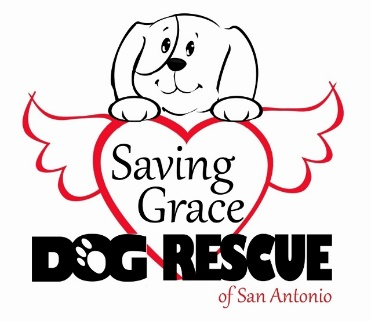 Saving
Grace
DOG RESCUE
of San Antonio